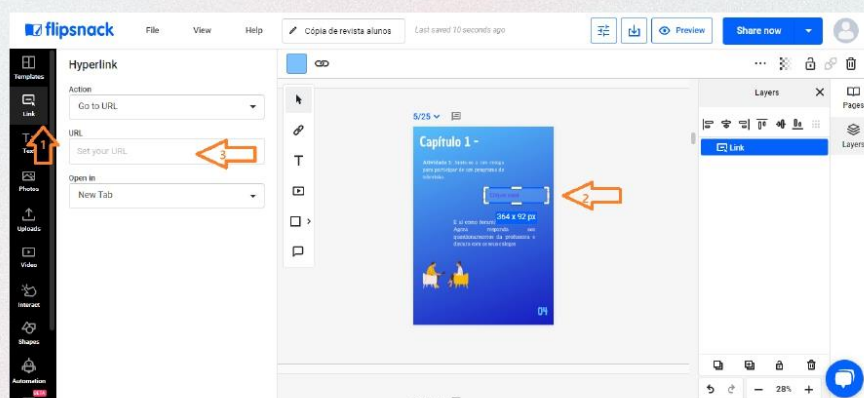 flipsnack
File
View
Help
Cópia de revista alunos
Last saved 10 seconds ago
Preview
Share now
Templates
Link
Text
Photos
Uploads
Video
Interact
Shapes
Automation
BETA
Hyperlink
Action
Go to URL
URL
Set your URL
Open in
New Tab
1
3
2
5/25
Capítulo 1 -
364 x 92 px
04
Layers
Link
Pages
Layers
28%